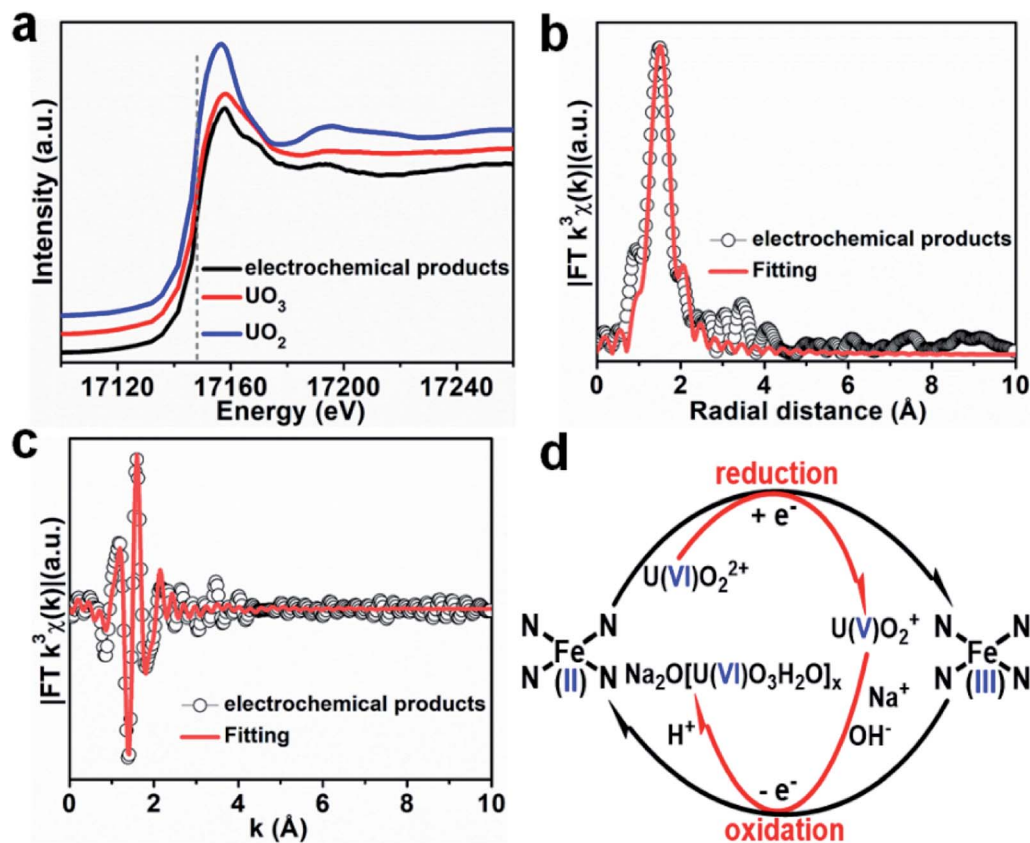 a
Intensity (a.u.)
electrochemical products
UO₃
UO₂
17120 17160 17200 17240
Energy (eV)
b
|FT k³χ(k)|(a.u.)
electrochemical products
Fitting
0 2 4 6 8 10
Radial distance (Å)
c
|FT k³χ(k)|(a.u.)
electrochemical products
Fitting
0 2 4 6 8 10
k (Å)
d
reduction
+ e⁻
U(VI)O₂²⁺
U(V)O₂⁺
N N
Fe
N (II) N
Na₂O[U(VI)O₃H₂O]ₓ
N N
Fe
N (III) N
Na⁺
OH⁻
H⁺
- e⁻
oxidation